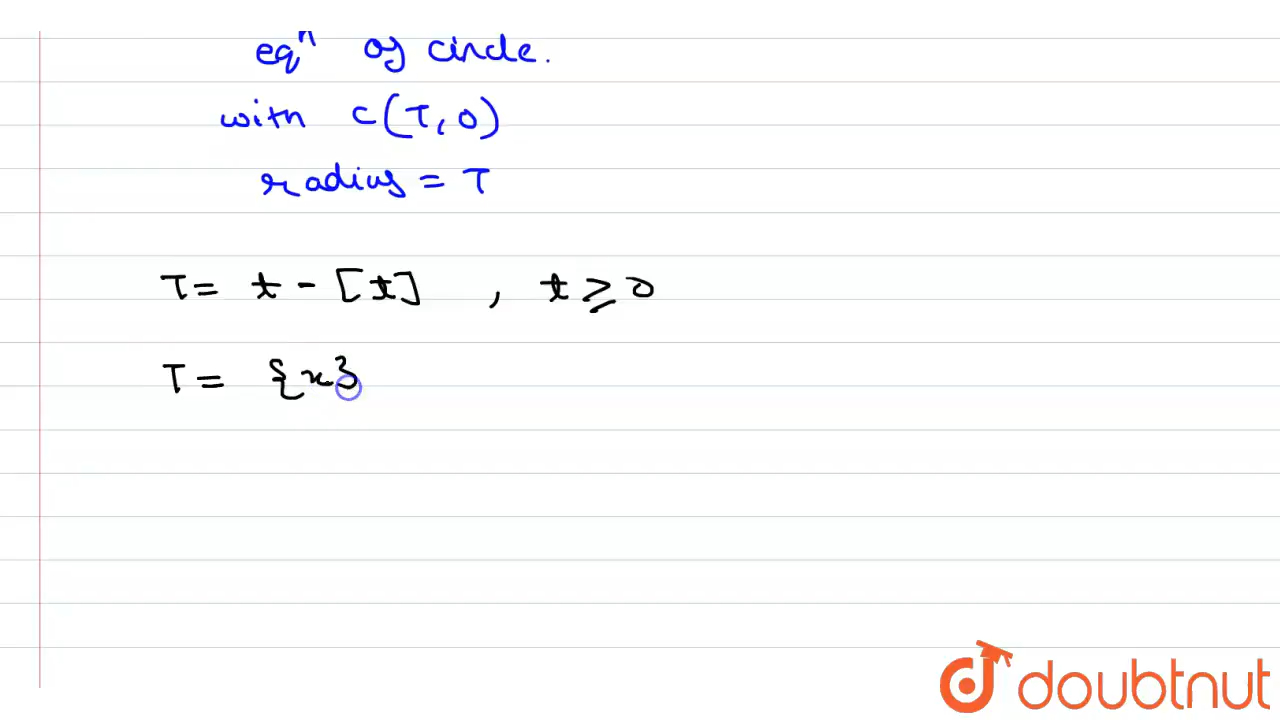 eqⁿ of circle.
with C(T, 0)
radius = T
T = t - [t] , t ≥ 0
T = {x}
doubtnut